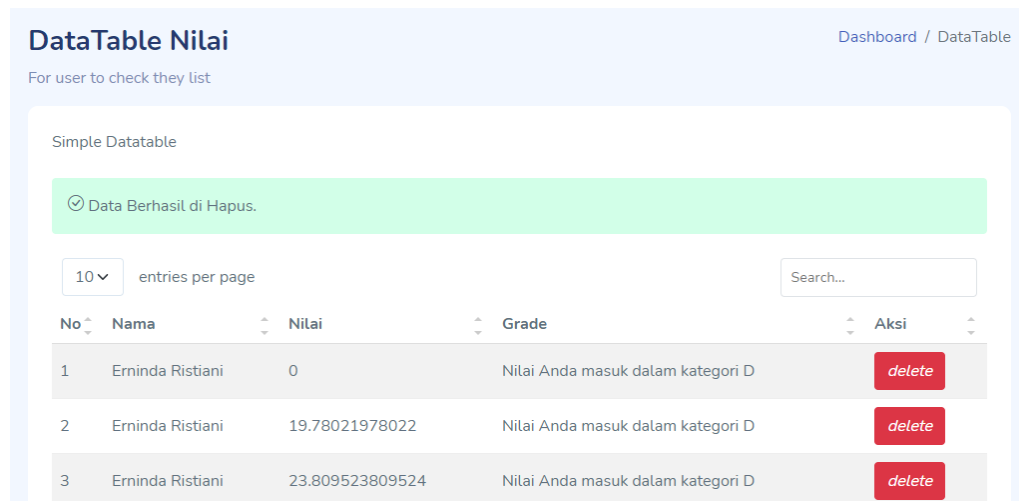 DataTable Nilai
Dashboard / DataTable
For user to check they list
Simple Datatable
Data Berhasil di Hapus.
10 entries per page
Search...
No Nama Nilai Grade Aksi
1 Erninda Ristiani 0 Nilai Anda masuk dalam kategori D delete
2 Erninda Ristiani 19.78021978022 Nilai Anda masuk dalam kategori D delete
3 Erninda Ristiani 23.809523809524 Nilai Anda masuk dalam kategori D delete